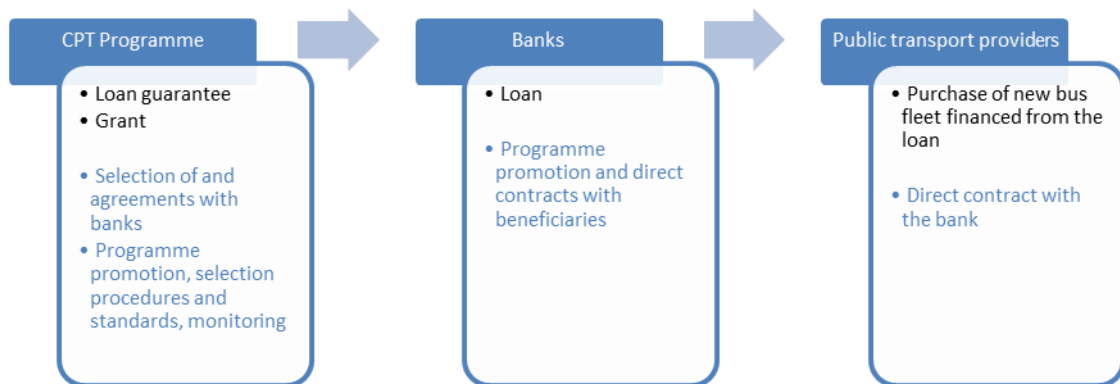 CPT Programme
• Loan guarantee
• Grant
• Selection of and
agreements with
banks
• Programme
promotion, selection
procedures and
standards, monitoring
Banks
• Loan
• Programme
promotion and direct
contracts with
beneficiaries
Public transport providers
• Purchase of new bus
fleet financed from the
loan
• Direct contract with
the bank